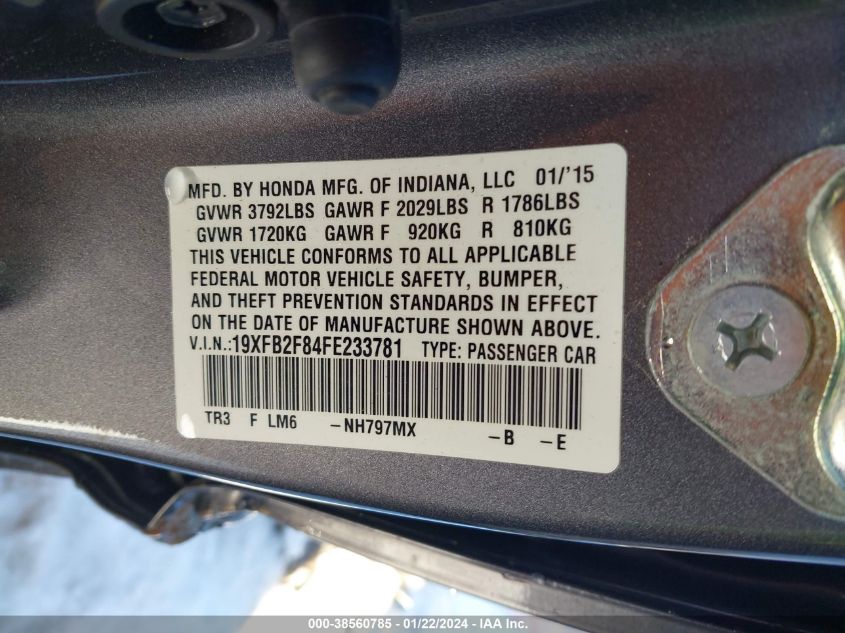 MFD. BY HONDA MFG. OF INDIANA, LLC 01/'15
GVWR 3792LBS GAWR F 2029LBS R 1786LBS
GVWR 1720KG GAWR F 920KG R 810KG
THIS VEHICLE CONFORMS TO ALL APPLICABLE
FEDERAL MOTOR VEHICLE SAFETY, BUMPER,
AND THEFT PREVENTION STANDARDS IN EFFECT
ON THE DATE OF MANUFACTURE SHOWN ABOVE.
V.I.N.:19XFB2F84FE233781 TYPE: PASSENGER CAR
TR3 F LM6 -NH797MX -B -E
000-38560785 - 01/22/2024 - IAA Inc.